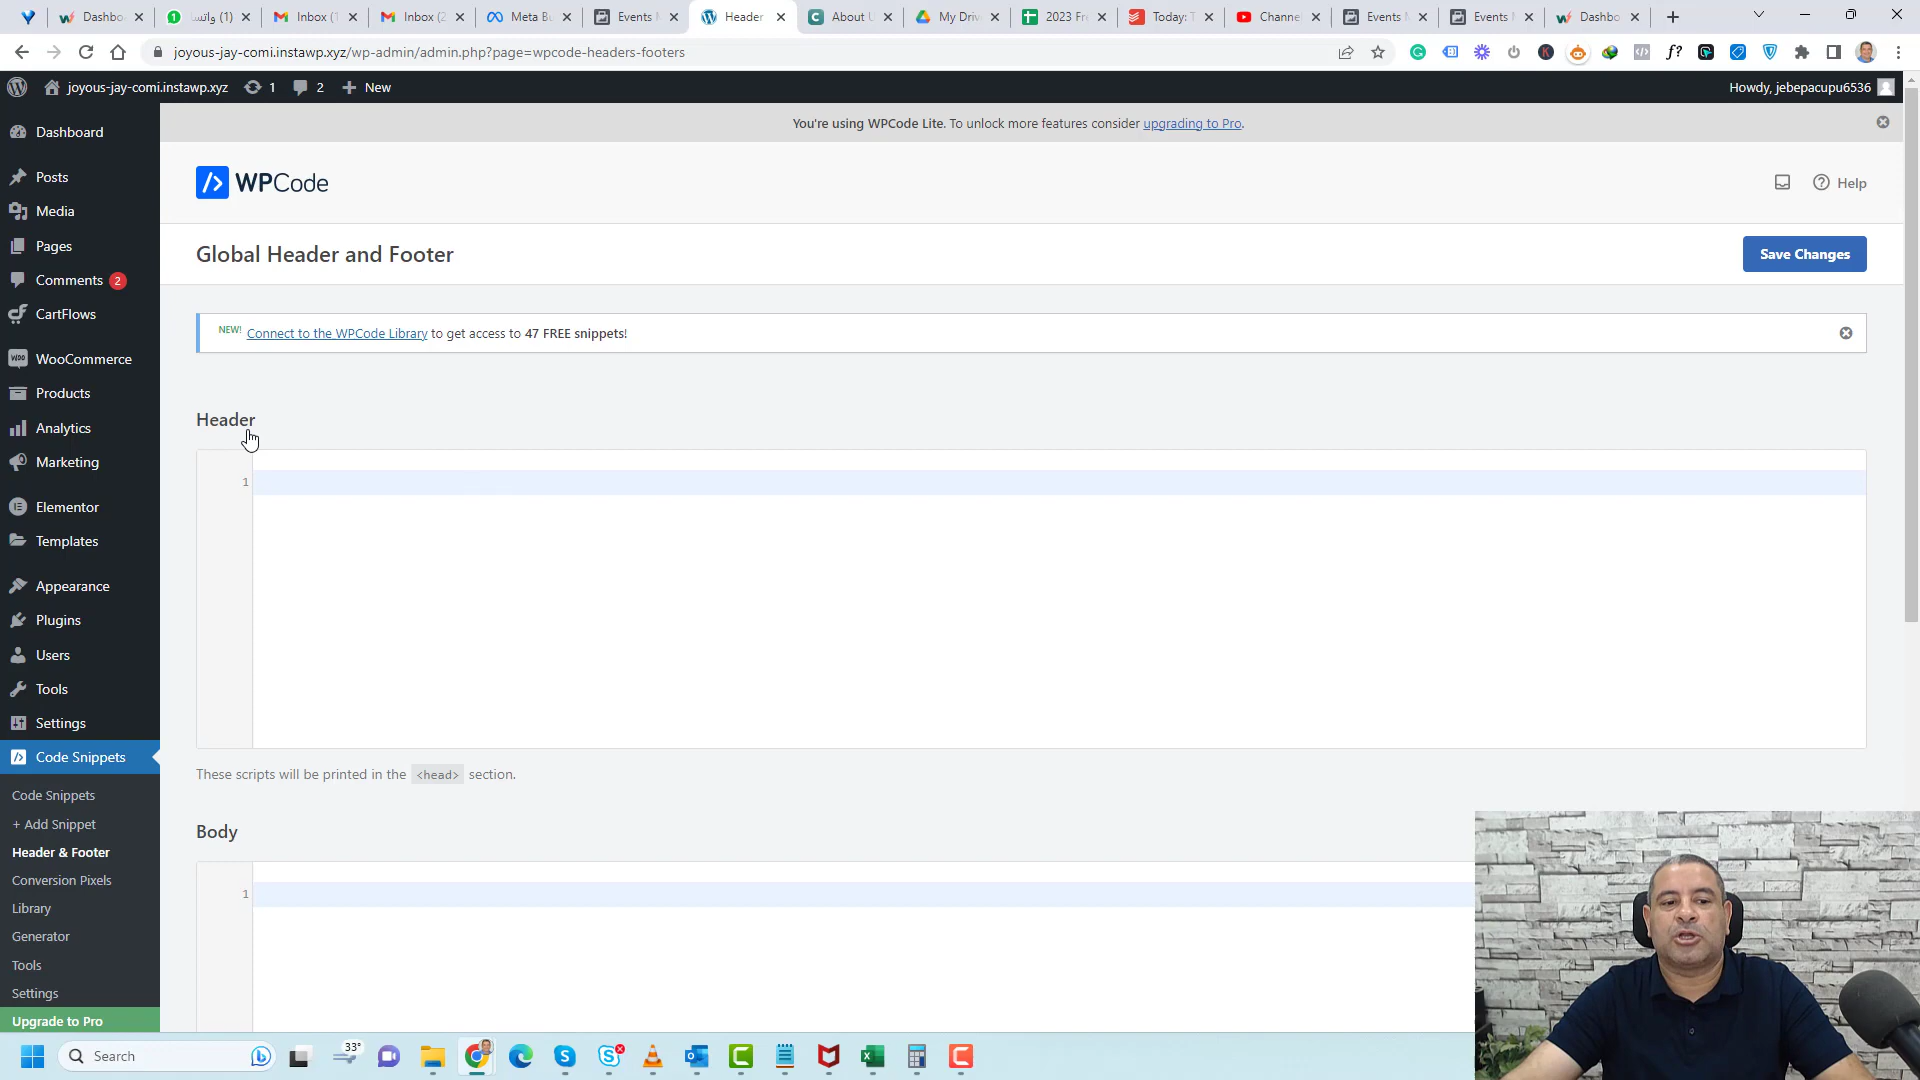 Dashbo
(1) واتسا
Inbox (1
Inbox (2
Meta Bu
Events M
Header
About U
My Driv
2023 Fr
Today: T
Channe
Events M
Events M
Dashbo
joyous-jay-comi.instawp.xyz/wp-admin/admin.php?page=wpcode-headers-footers
joyous-jay-comi.instawp.xyz
1
2
New
Howdy, jebepacupu6536
Dashboard
Posts
Media
Pages
Comments 2
CartFlows
WooCommerce
Products
Analytics
Marketing
Elementor
Templates
Appearance
Plugins
Users
Tools
Settings
Code Snippets
Code Snippets
+ Add Snippet
Header & Footer
Conversion Pixels
Library
Generator
Tools
Settings
Upgrade to Pro
You're using WPCode Lite. To unlock more features consider upgrading to Pro.
WPCode
Help
Global Header and Footer
Save Changes
NEW! Connect to the WPCode Library to get access to 47 FREE snippets!
Header
1
These scripts will be printed in the <head> section.
Body
1
Search
33°